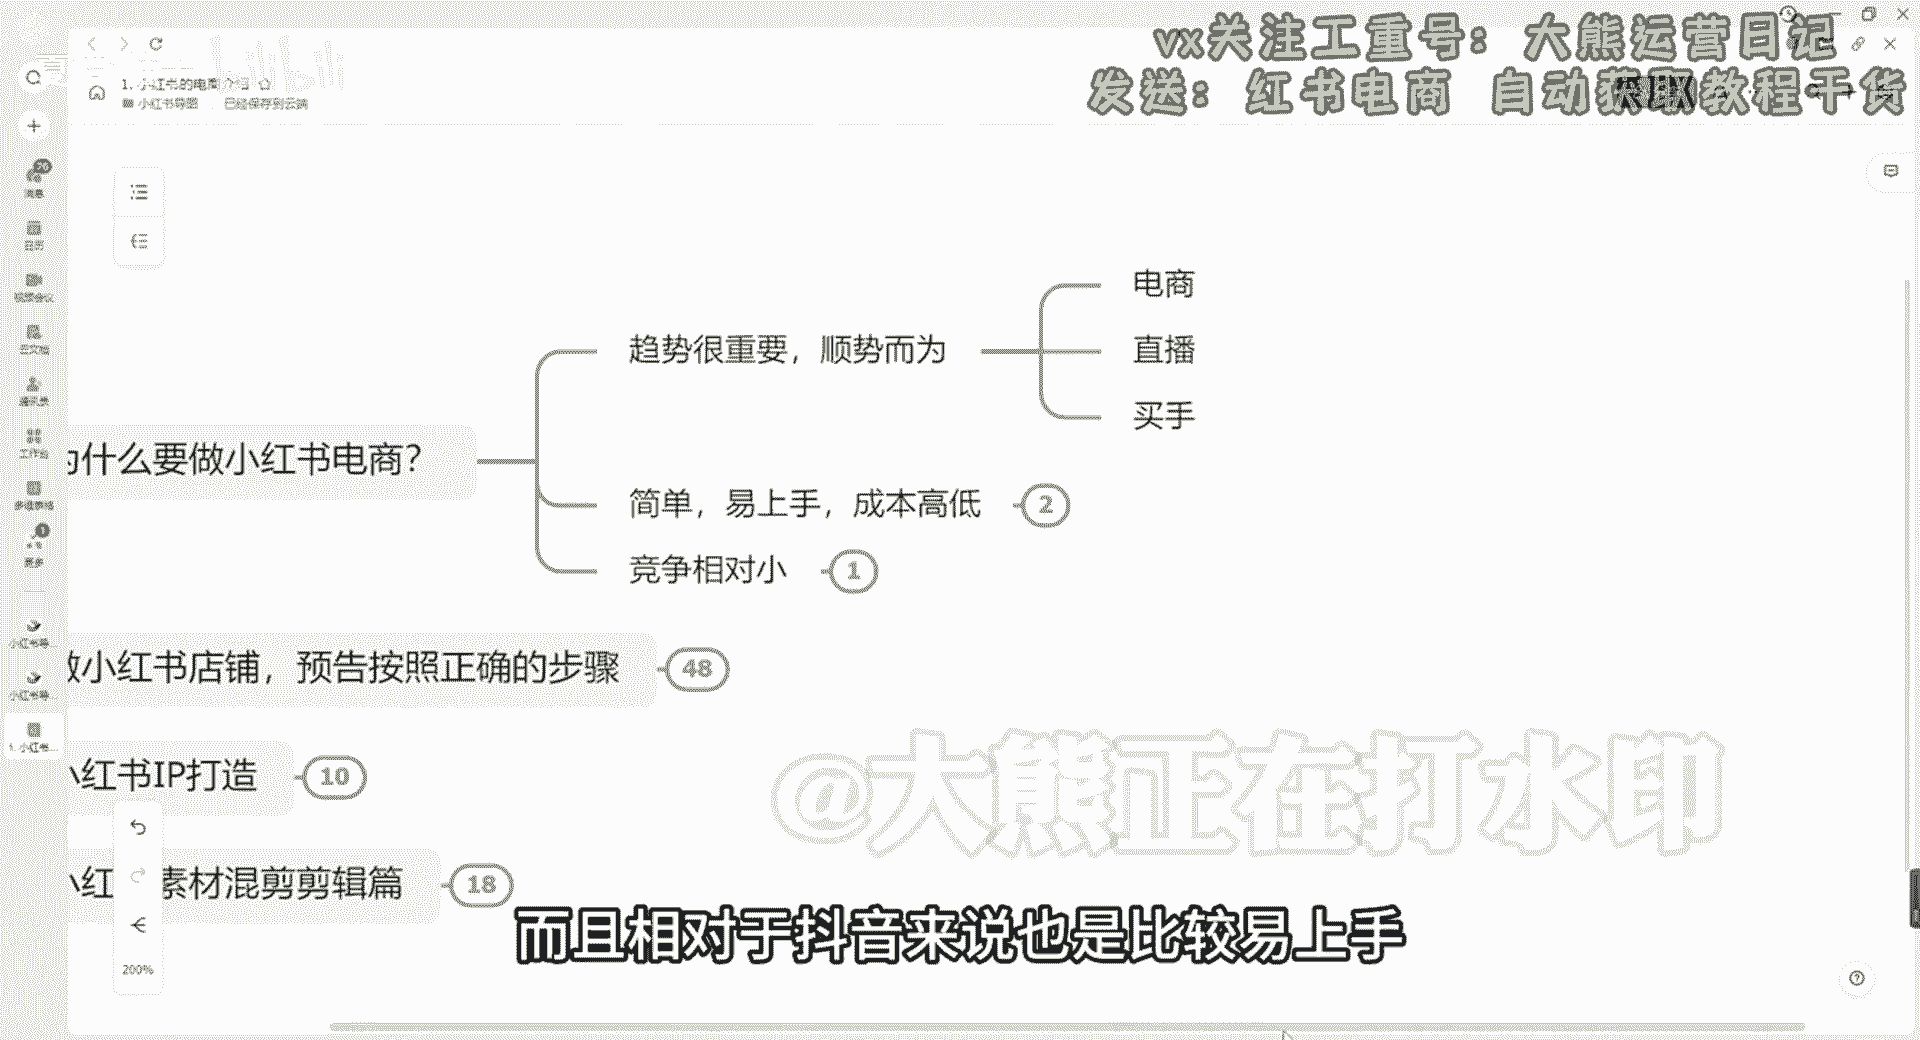 vx关注工重号：大熊运营日记
发送：红书电商 自动获取教程干货
1. 小红书的电商介绍
小红书导图 已经保存到云端
26
消息
日历
视频会议
云文档
通讯录
工作台
多维表格
1
更多
小红书导...
小红书导...
1. 小红书...
电商
趋势很重要，顺势而为
直播
买手
为什么要做小红书电商？
简单，易上手，成本高低
2
竞争相对小
1
做小红书店铺，预告按照正确的步骤
48
小红书IP打造
10
小红 素材混剪剪辑篇
18
@大熊正在打水印
而且相对于抖音来说也是比较易上手
200%